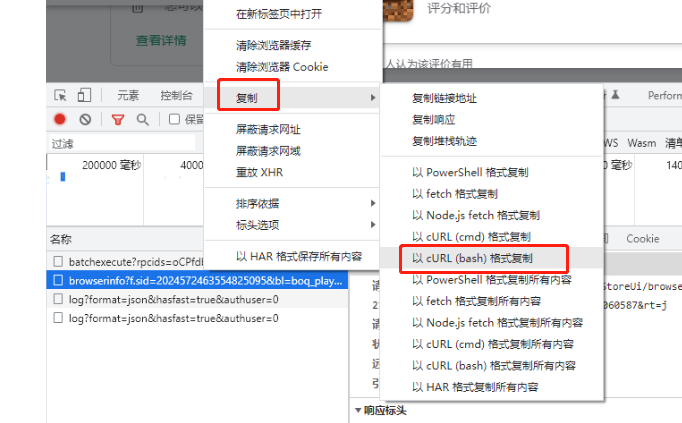 您可以
查看详情
评分和评价
人认为该评价有用
元素
控制台
Perform
保留
过滤
WS Wasm 清单
200000 毫秒
4000
毫秒
140
名称
batchexecute?rpcids=oCPfdb
browserinfo?f.sid=2024572463554825095&bl=boq_play...
log?format=json&hasfast=true&authuser=0
log?format=json&hasfast=true&authuser=0
在新标签页中打开
清除浏览器缓存
清除浏览器 Cookie
复制
屏蔽请求网址
屏蔽请求网域
重放 XHR
排序依据
标头选项
以 HAR 格式保存所有内容
复制链接地址
复制响应
复制堆栈轨迹
以 PowerShell 格式复制
以 fetch 格式复制
以 Node.js fetch 格式复制
以 cURL (cmd) 格式复制
以 cURL (bash) 格式复制
以 PowerShell 格式复制所有内容
以 fetch 格式复制所有内容
以 Node.js fetch 格式复制所有内容
以 cURL (cmd) 格式复制所有内容
以 cURL (bash) 格式复制所有内容
以 HAR 格式复制所有内容
Cookie
StoreUi/browse
060587&rt=j
响应标头